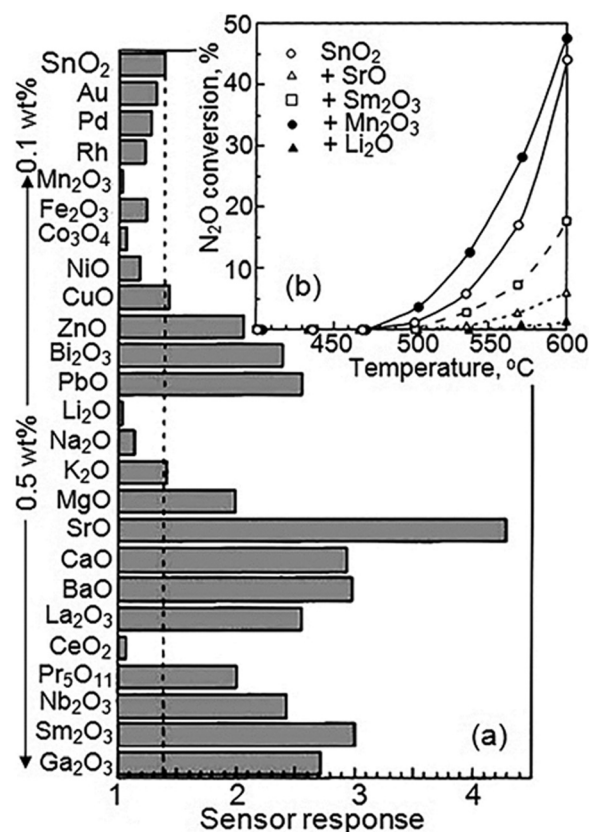 SnO2
Au
Pd
Rh
Mn2O3
Fe2O3
Co3O4
NiO
CuO
ZnO
Bi2O3
PbO
Li2O
Na2O
K2O
MgO
SrO
CaO
BaO
La2O3
CeO2
Pr5O11
Nb2O3
Sm2O3
Ga2O3
0.1 wt%
0.5 wt%
1 2 3 4
Sensor response
(a)
50
40
30
20
10
N2O conversion, %
SnO2
+ SrO
+ Sm2O3
+ Mn2O3
+ Li2O
(b)
450 500 550 600
Temperature, °C